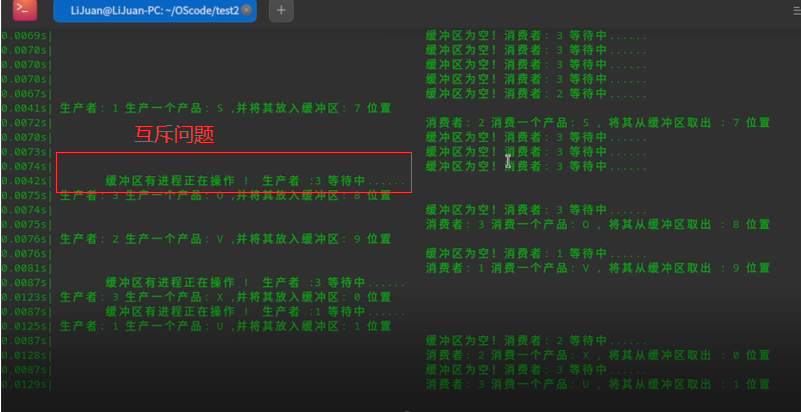 LiJuan@LiJuan-PC: ~/OScode/test2
0.0069s| 缓冲区为空！消费者：3 等待中......
0.0070s| 缓冲区为空！消费者：3 等待中......
0.0070s| 缓冲区为空！消费者：3 等待中......
0.0070s| 缓冲区为空！消费者：3 等待中......
0.0067s| 缓冲区为空！消费者：2 等待中......
0.0041s| 生产者：1 生产一个产品：S ,并将其放入缓冲区：7 位置
0.0072s| 消费者：2 消费一个产品：S , 将其从缓冲区取出 ：7 位置
互斥问题
0.0070s| 缓冲区为空！消费者：3 等待中......
0.0073s| 缓冲区为空！消费者：3 等待中......
0.0074s| 缓冲区为空！消费者：3 等待中......
0.0042s| 缓冲区有进程正在操作 ！ 生产者 :3 等待中......
0.0075s| 生产者：3 生产一个产品：O ,并将其放入缓冲区：8 位置
0.0074s| 缓冲区为空！消费者：3 等待中......
0.0075s| 消费者：3 消费一个产品：O , 将其从缓冲区取出 ：8 位置
0.0076s| 生产者：2 生产一个产品：V ,并将其放入缓冲区：9 位置
0.0076s| 缓冲区为空！消费者：1 等待中......
0.0081s| 消费者：1 消费一个产品：V , 将其从缓冲区取出 ：9 位置
0.0087s| 缓冲区有进程正在操作 ！ 生产者 :3 等待中......
0.0123s| 生产者：3 生产一个产品：X ,并将其放入缓冲区：0 位置
0.0087s| 缓冲区有进程正在操作 ！ 生产者 :1 等待中......
0.0125s| 生产者：1 生产一个产品：U ,并将其放入缓冲区：1 位置
0.0087s| 缓冲区为空！消费者：2 等待中......
0.0128s| 消费者：2 消费一个产品：X , 将其从缓冲区取出 ：0 位置
0.0087s| 缓冲区为空！消费者：3 等待中......
0.0129s| 消费者：3 消费一个产品：U , 将其从缓冲区取出 ：1 位置